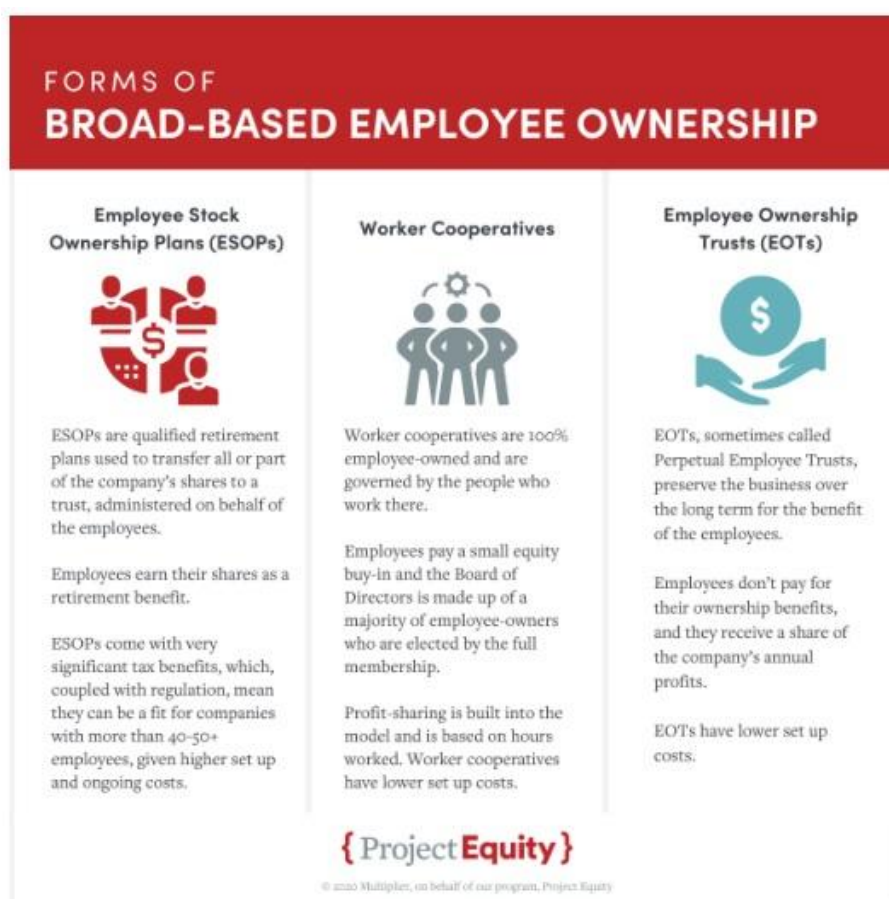 FORMS OF
BROAD-BASED EMPLOYEE OWNERSHIP
Employee Stock
Ownership Plans (ESOPs)
$
ESOPs are qualified retirement
plans used to transfer all or part
of the company's shares to a
trust, administered on behalf of
the employees.
Employees earn their shares as a
retirement benefit.
ESOPs come with very
significant tax benefits, which,
coupled with regulation, mean
they can be a fit for companies
with more than 40-50+
employees, given higher set up
and ongoing costs.
Worker Cooperatives
Worker cooperatives are 100%
employee-owned and are
governed by the people who
work there.
Employees pay a small equity
buy-in and the Board of
Directors is made up of a
majority of employee-owners
who are elected by the full
membership.
Profit-sharing is built into the
model and is based on hours
worked. Worker cooperatives
have lower set up costs.
Employee Ownership
Trusts (EOTs)
$
EOTs, sometimes called
Perpetual Employee Trusts,
preserve the business over
the long term for the benefit
of the employees.
Employees don't pay for
their ownership benefits,
and they receive a share of
the company's annual
profits.
EOTs have lower set up
costs.
{ Project Equity }
© 2020 Multiplier, on behalf of our program, Project Equity